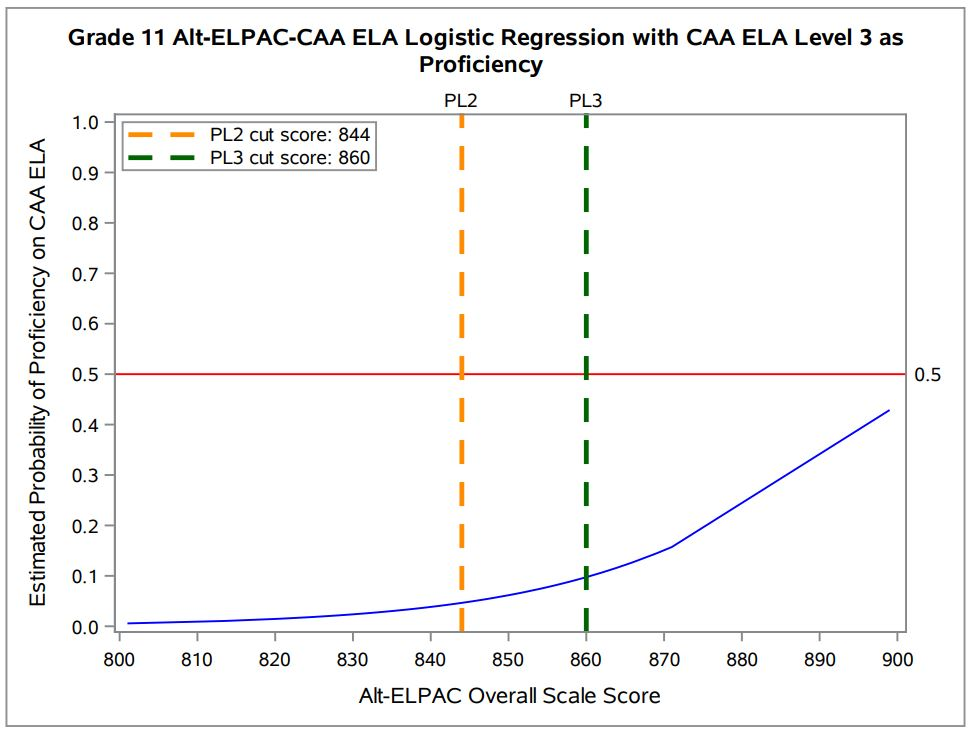 Grade 11 Alt-ELPAC-CAA ELA Logistic Regression with CAA ELA Level 3 as
Proficiency
PL2
PL3
PL2 cut score: 844
PL3 cut score: 860
Estimated Probability of Proficiency on CAA ELA
1.0
0.9
0.8
0.7
0.6
0.5
0.4
0.3
0.2
0.1
0.0
0.5
800
810
820
830
840
850
860
870
880
890
900
Alt-ELPAC Overall Scale Score